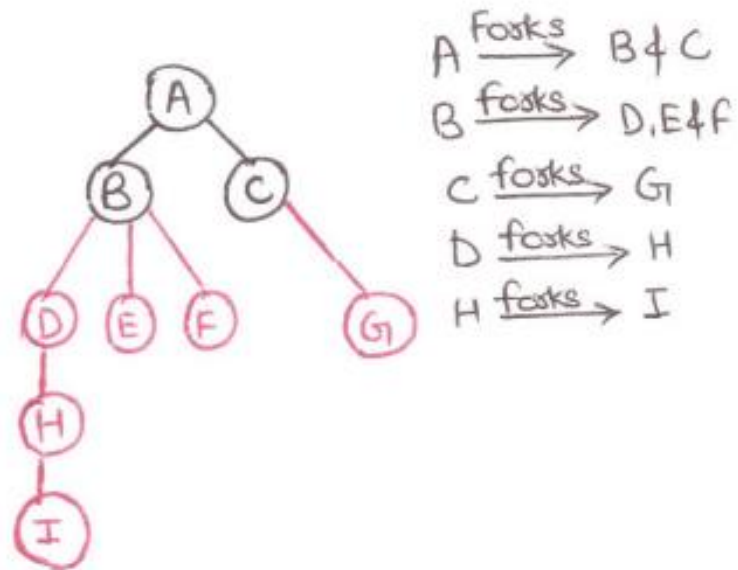 A Forks B & C
B forks D, E & F
C forks G
D forks H
H forks I
A
B C
D E F G
H
I